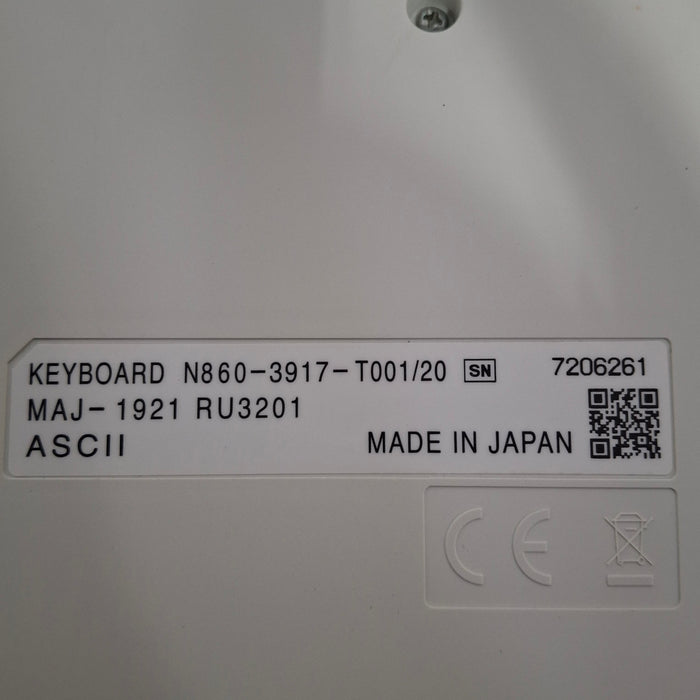 KEYBOARD N860-3917-T001/20 SN 7206261
MAJ-1921 RU3201
ASCII MADE IN JAPAN
CE